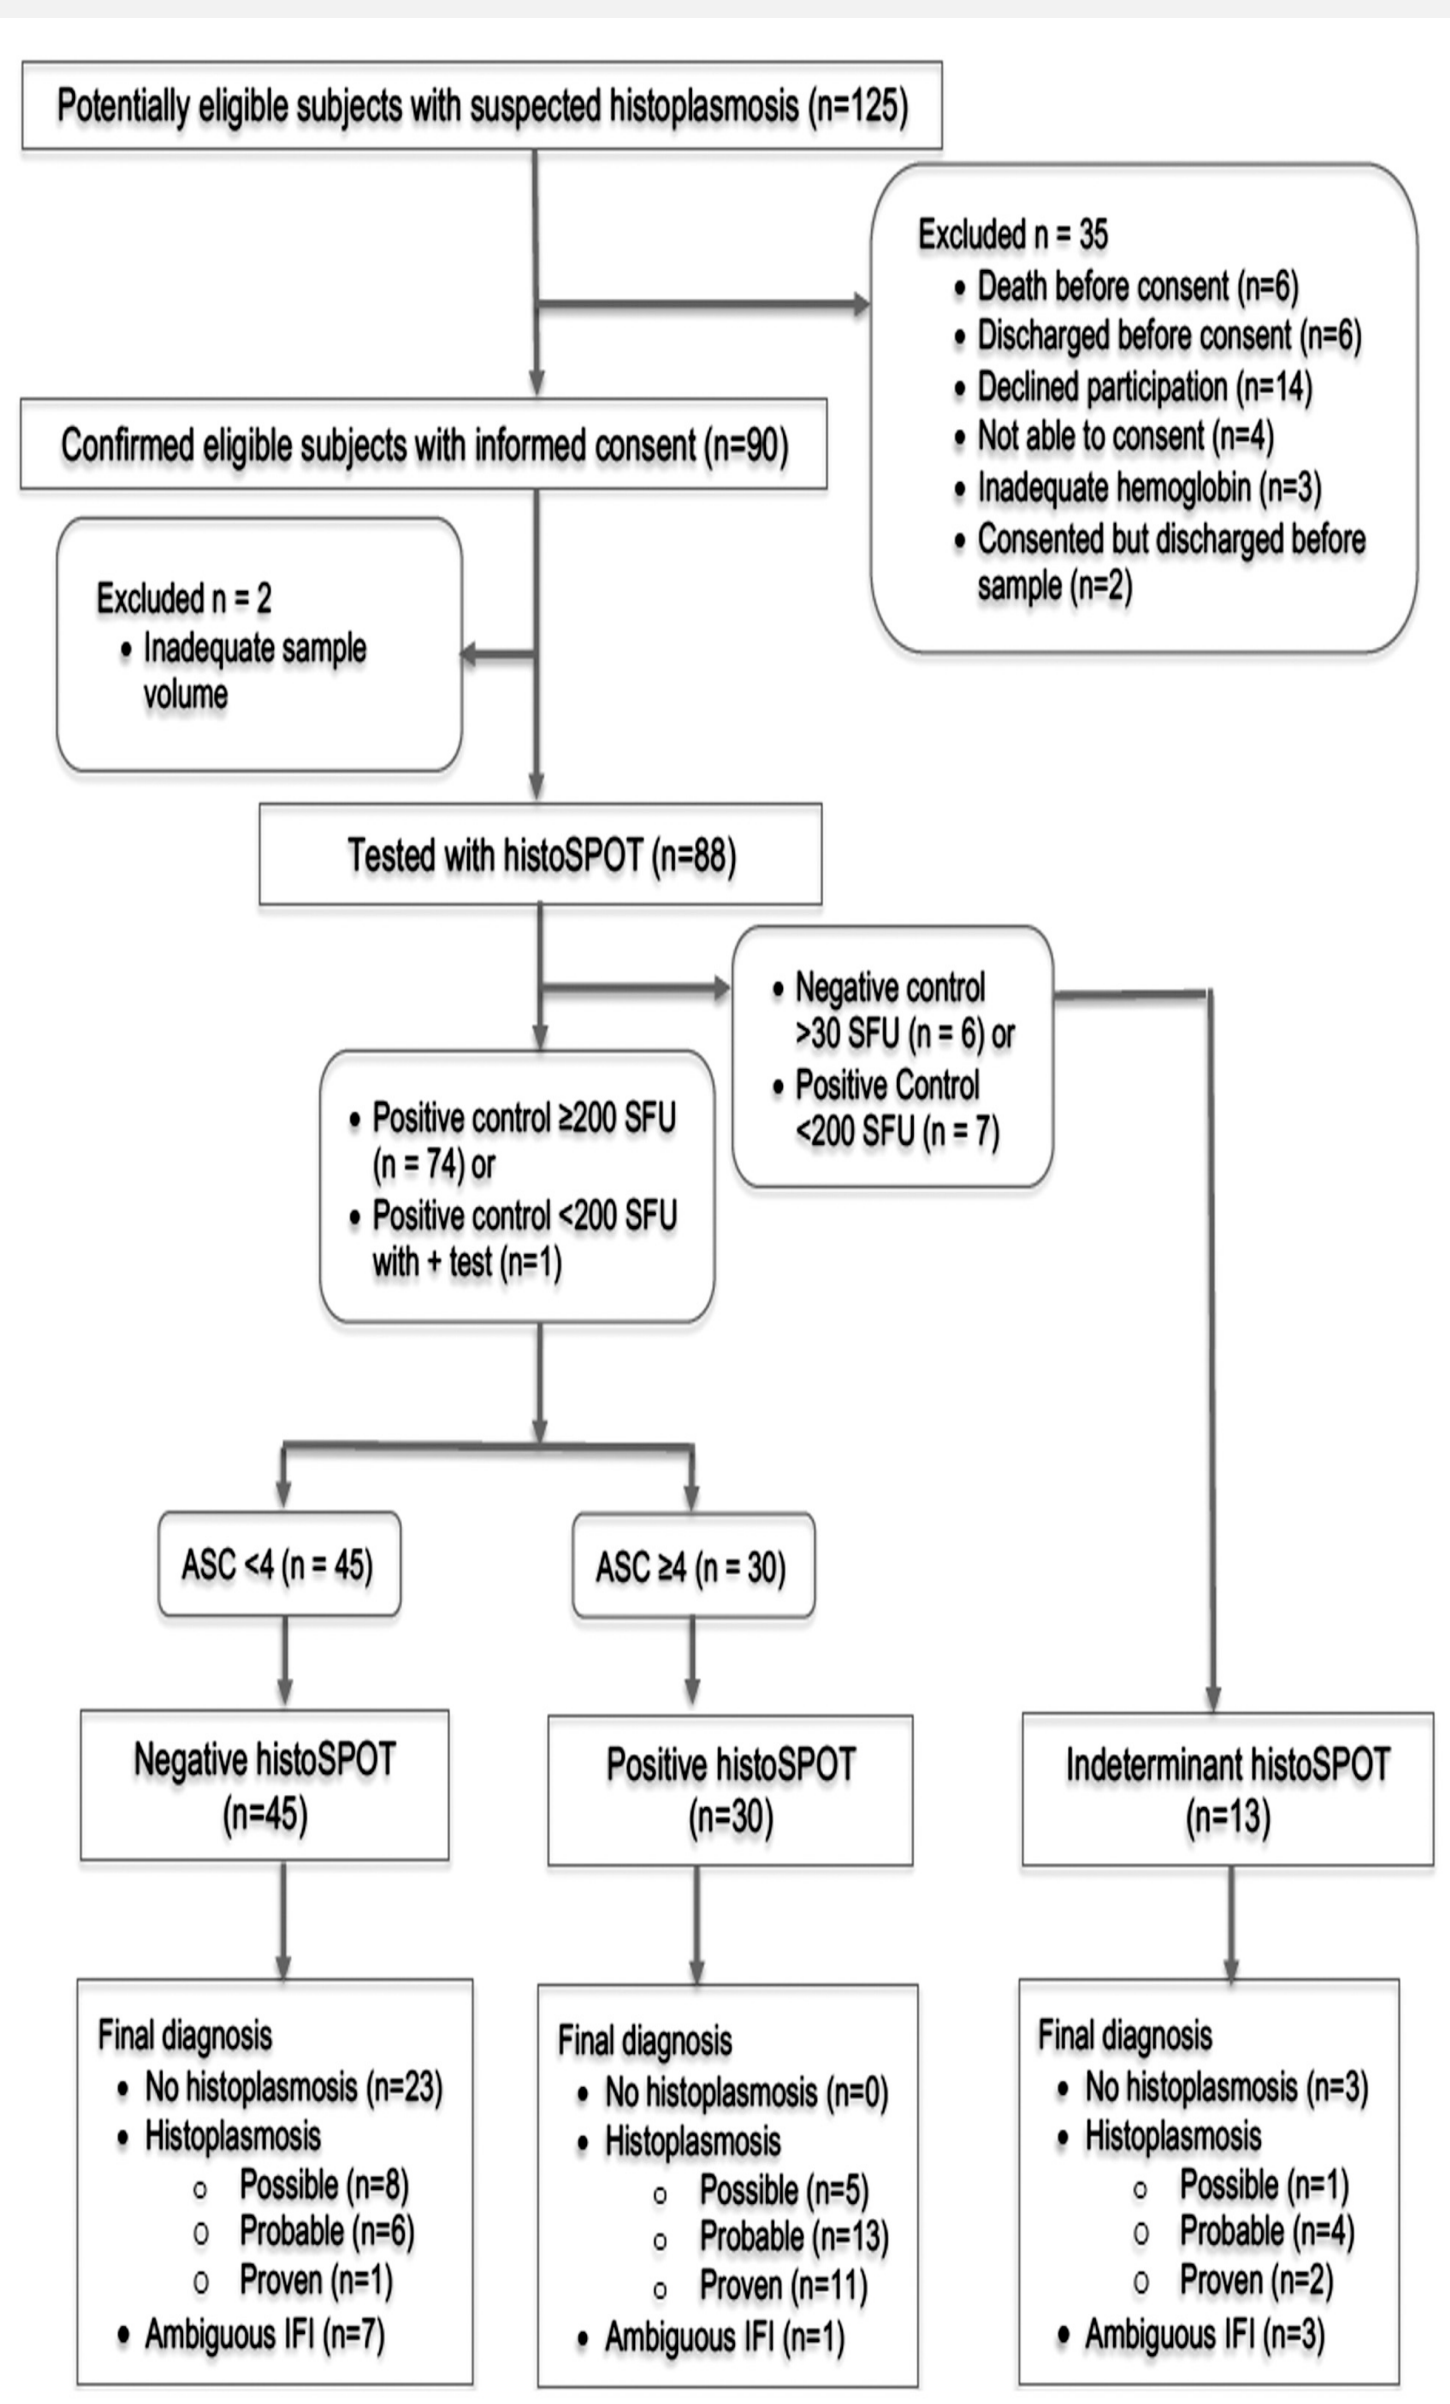 Potentially eligible subjects with suspected histoplasmosis (n=125)
Excluded n = 35
• Death before consent (n=6)
• Discharged before consent (n=6)
• Declined participation (n=14)
• Not able to consent (n=4)
• Inadequate hemoglobin (n=3)
• Consented but discharged before
sample (n=2)
Confirmed eligible subjects with informed consent (n=90)
Excluded n = 2
• Inadequate sample
volume
Tested with histoSPOT (n=88)
• Negative control
>30 SFU (n = 6) or
• Positive Control
<200 SFU (n = 7)
• Positive control ≥200 SFU
(n = 74) or
• Positive control <200 SFU
with + test (n=1)
ASC <4 (n = 45)
ASC ≥4 (n = 30)
Negative histoSPOT
(n=45)
Positive histoSPOT
(n=30)
Indeterminant histoSPOT
(n=13)
Final diagnosis
• No histoplasmosis (n=23)
• Histoplasmosis
o Possible (n=8)
o Probable (n=6)
o Proven (n=1)
• Ambiguous IFI (n=7)
Final diagnosis
• No histoplasmosis (n=0)
• Histoplasmosis
o Possible (n=5)
o Probable (n=13)
o Proven (n=11)
• Ambiguous IFI (n=1)
Final diagnosis
• No histoplasmosis (n=3)
• Histoplasmosis
o Possible (n=1)
o Probable (n=4)
o Proven (n=2)
• Ambiguous IFI (n=3)